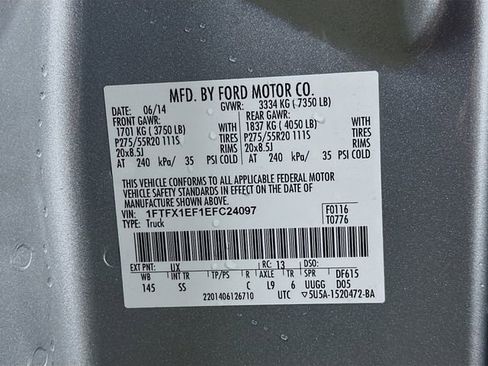 MFD. BY FORD MOTOR CO.
DATE: 06/14 GVWR: 3334 KG ( 7350 LB)
FRONT GAWR: REAR GAWR:
1701 KG ( 3750 LB) WITH 1837 KG ( 4050 LB) WITH
P275/55R20 111S TIRES P275/55R20 111S TIRES
20x8.5J RIMS 20x8.5J RIMS
AT 240 kPa/ 35 PSI COLD AT 240 kPa/ 35 PSI COLD
THIS VEHICLE CONFORMS TO ALL APPLICABLE FEDERAL MOTOR
VEHICLE SAFETY STANDARDS IN EFFECT ON THE DATE OF
MANUFACTURE SHOWN ABOVE.
VIN: 1FTFX1EF1EFC24097 F0116
TYPE: Truck T0776
EXT PNT: UX RC: 13 DF615
WB INT TR TP/PS R AXLE TR SPR D05
145 SS C L9 6 UUGG
2201406126710 UTC ▽5U5A-1520472-BA